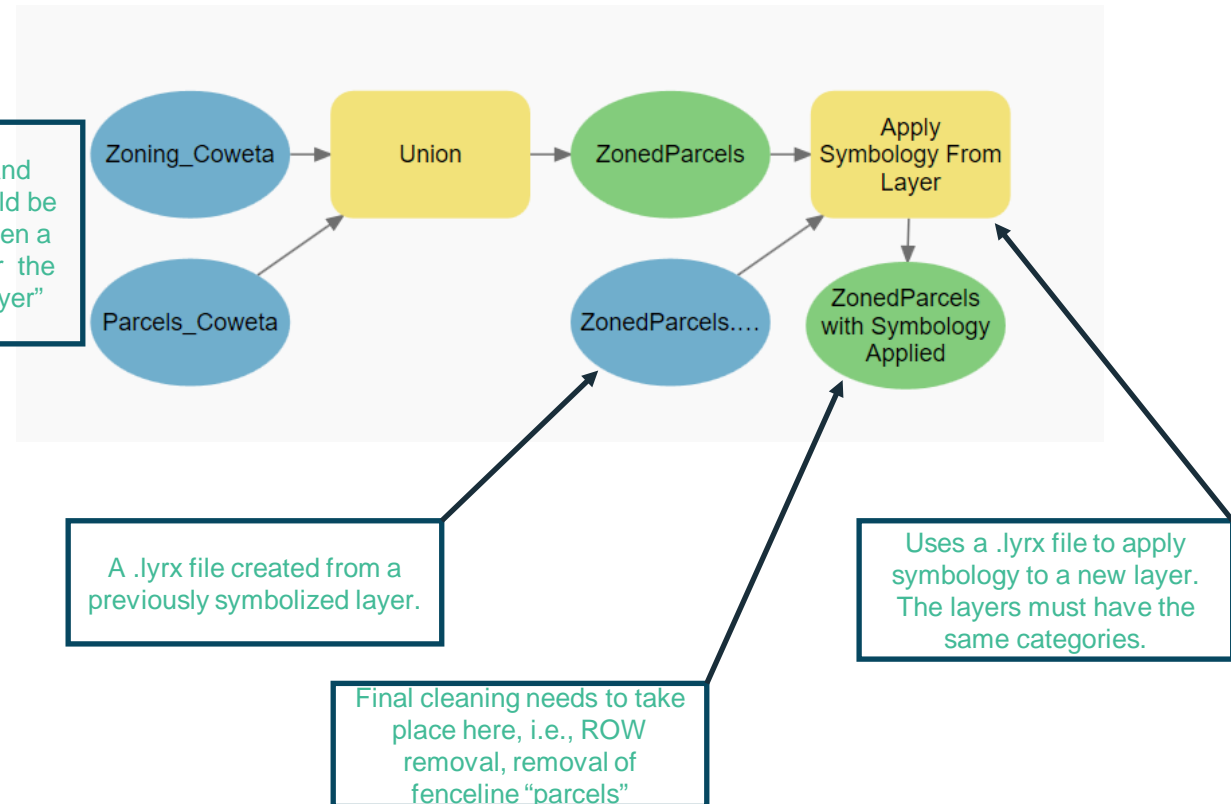 Zoning_Coweta
Union
ZonedParcels
Apply
Symbology From
Layer
Parcels_Coweta
ZonedParcels....
ZonedParcels
with Symbology
Applied
be
a
the
A .lyrx file created from a
previously symbolized layer.
Final cleaning needs to take
place here, i.e., ROW
removal, removal of
fenceline “parcels”
Uses a .lyrx file to apply
symbology to a new layer.
The layers must have the
same categories.